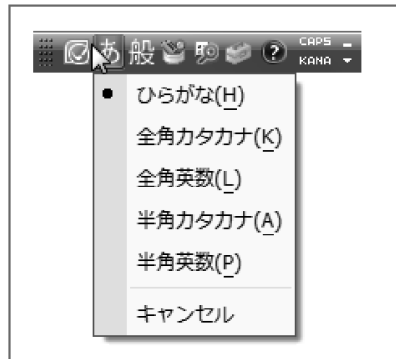 あ 般 CAPS
KANA
ひらがな(H)
全角カタカナ(K)
全角英数(L)
半角カタカナ(A)
半角英数(P)
キャンセル